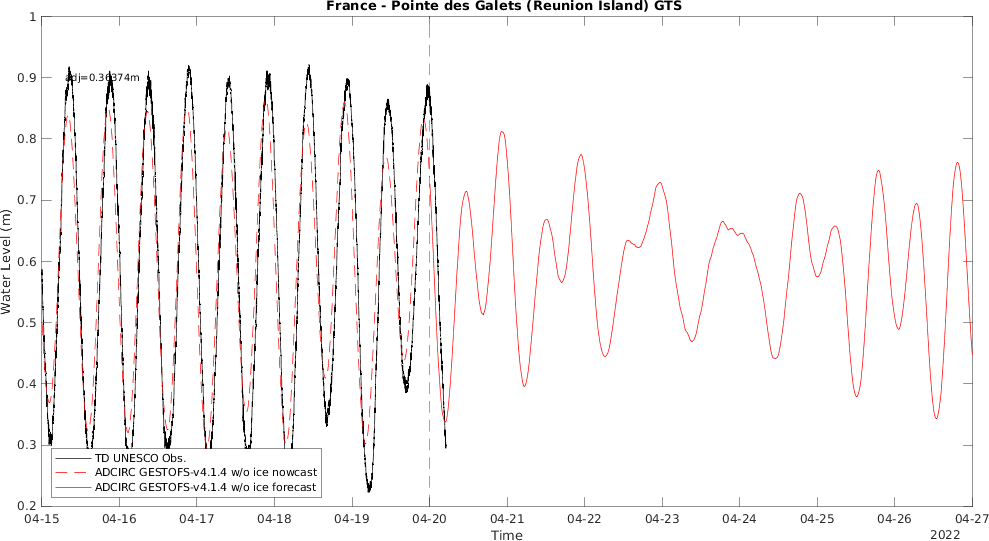 France - Pointe des Galets (Reunion Island) GTS
1
0.9
0.8
0.7
0.6
0.5
0.4
0.3
0.2
Water Level (m)
adj=0.36374m
TD UNESCO Obs.
ADCIRC GESTOFS-v4.1.4 w/o ice nowcast
ADCIRC GESTOFS-v4.1.4 w/o ice forecast
04-15 04-16 04-17 04-18 04-19 04-20 04-21 04-22 04-23 04-24 04-25 04-26 04-27
Time
2022